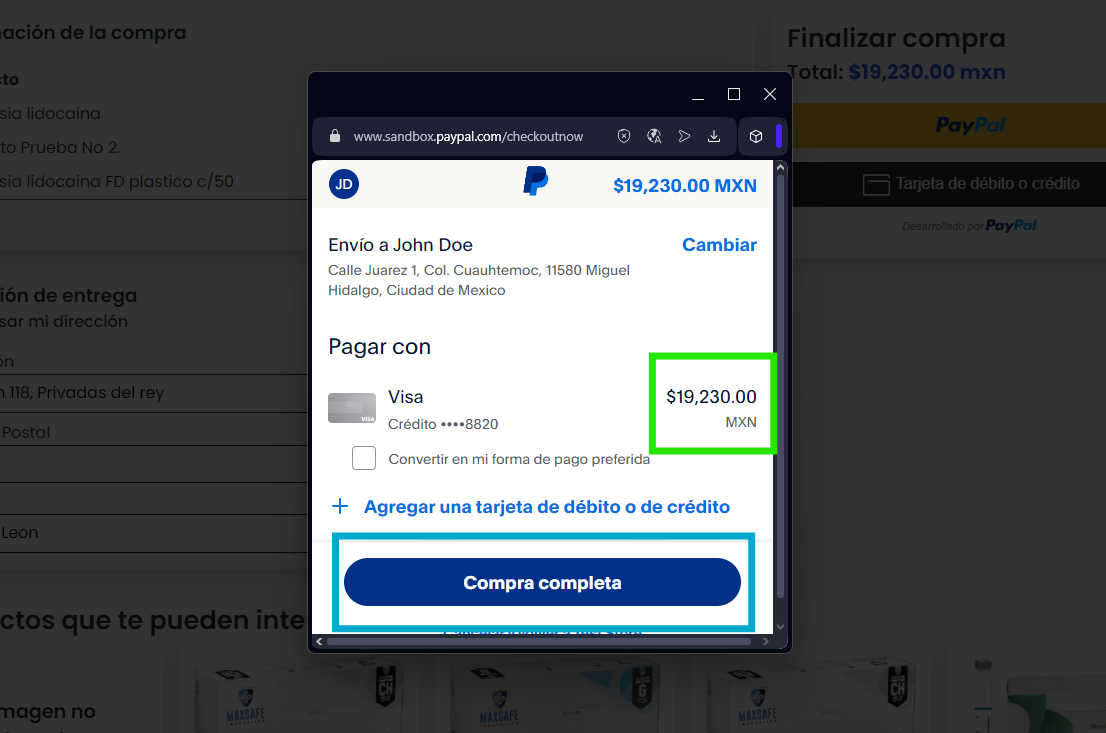 ación de la compra
cto
sia lidocaina
to Prueba No 2.
sia lidocaina FD plastico c/50
ión de entrega
sar mi dirección
on
n 118, Privadas del rey
Postal
Leon
ctos que te pueden inte
magen no
Finalizar compra
Total: $19,230.00 mxn
PayPal
Tarjeta de débito o crédito
Desarrollado por PayPal
www.sandbox.paypal.com/checkoutnow
JD
$19,230.00 MXN
Envío a John Doe
Cambiar
Calle Juarez 1, Col. Cuauhtemoc, 11580 Miguel
Hidalgo, Ciudad de Mexico
Pagar con
Visa
$19,230.00
VISA
Crédito ••••8820
MXN
Convertir en mi forma de pago preferida
+ Agregar una tarjeta de débito o de crédito
Compra completa
MAXSAFE
CH
MAXSAFE
G
MAXSAFE
CH